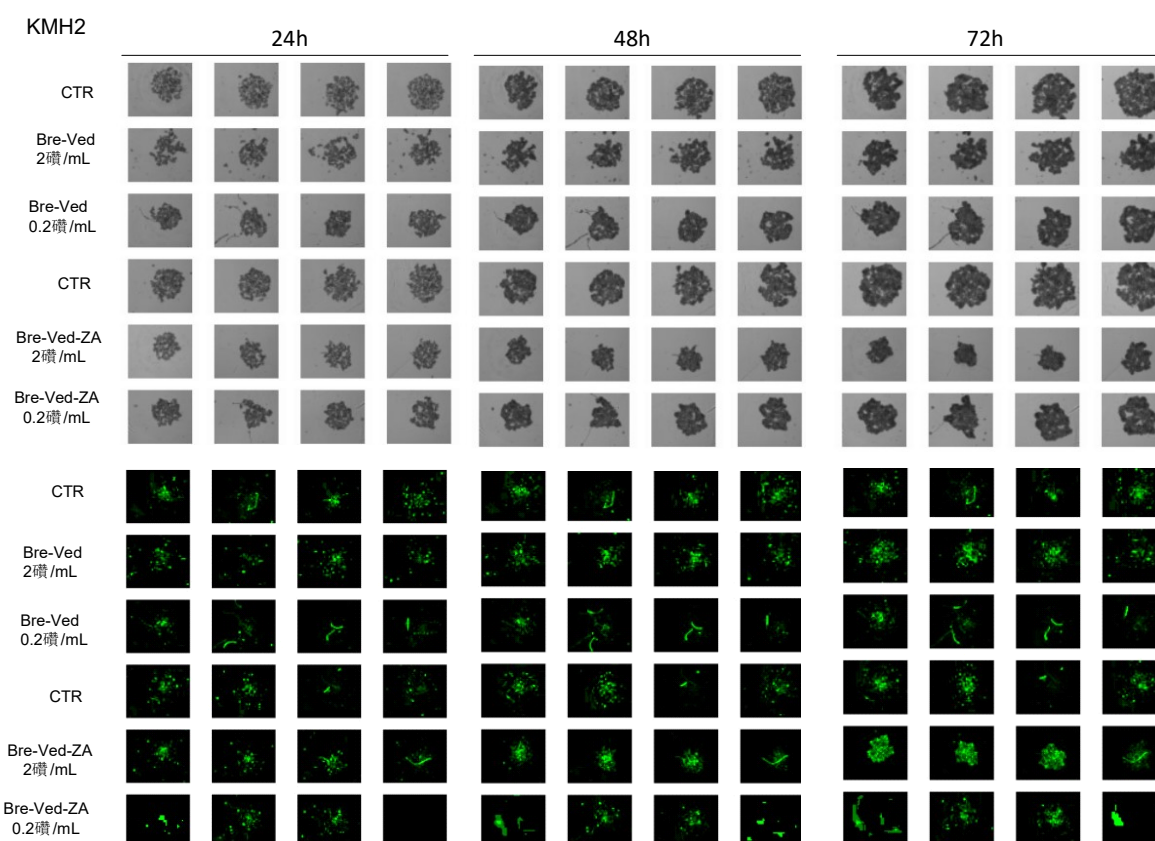 KMH2
24h 48h 72h
CTR
Bre-Ved
2礸/mL
Bre-Ved
0.2礸/mL
CTR
Bre-Ved-ZA
2礸/mL
Bre-Ved-ZA
0.2礸/mL
CTR
Bre-Ved
2礸/mL
Bre-Ved
0.2礸/mL
CTR
Bre-Ved-ZA
2礸/mL
Bre-Ved-ZA
0.2礸/mL